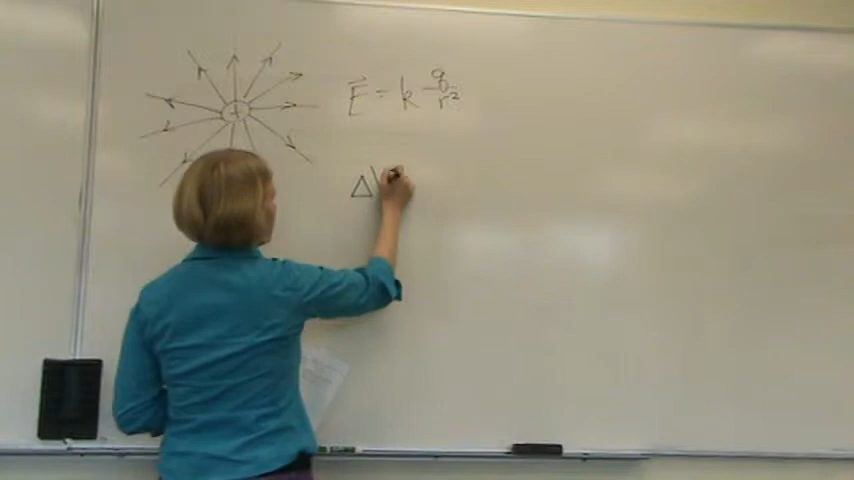 +
E⃗ = k q/r²
ΔV